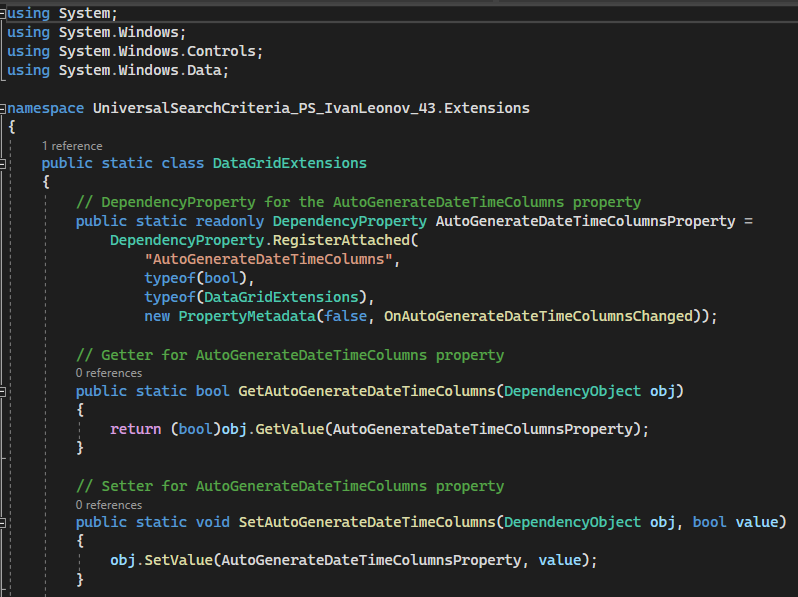 using System;
using System.Windows;
using System.Windows.Controls;
using System.Windows.Data;
namespace UniversalSearchCriteria_PS_IvanLeonov_43.Extensions
{
1 reference
public static class DataGridExtensions
{
// DependencyProperty for the AutoGenerateDateTimeColumns property
public static readonly DependencyProperty AutoGenerateDateTimeColumnsProperty =
DependencyProperty.RegisterAttached(
"AutoGenerateDateTimeColumns",
typeof(bool),
typeof(DataGridExtensions),
new PropertyMetadata(false, OnAutoGenerateDateTimeColumnsChanged));
// Getter for AutoGenerateDateTimeColumns property
0 references
public static bool GetAutoGenerateDateTimeColumns(DependencyObject obj)
{
return (bool)obj.GetValue(AutoGenerateDateTimeColumnsProperty);
}
// Setter for AutoGenerateDateTimeColumns property
0 references
public static void SetAutoGenerateDateTimeColumns(DependencyObject obj, bool value)
{
obj.SetValue(AutoGenerateDateTimeColumnsProperty, value);
}